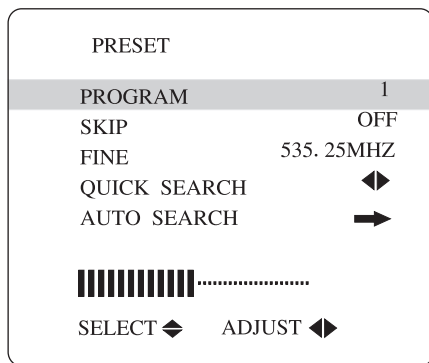 PRESET
PROGRAM 1
SKIP OFF
FINE 535.25MHZ
QUICK SEARCH
AUTO SEARCH
SELECT ADJUST